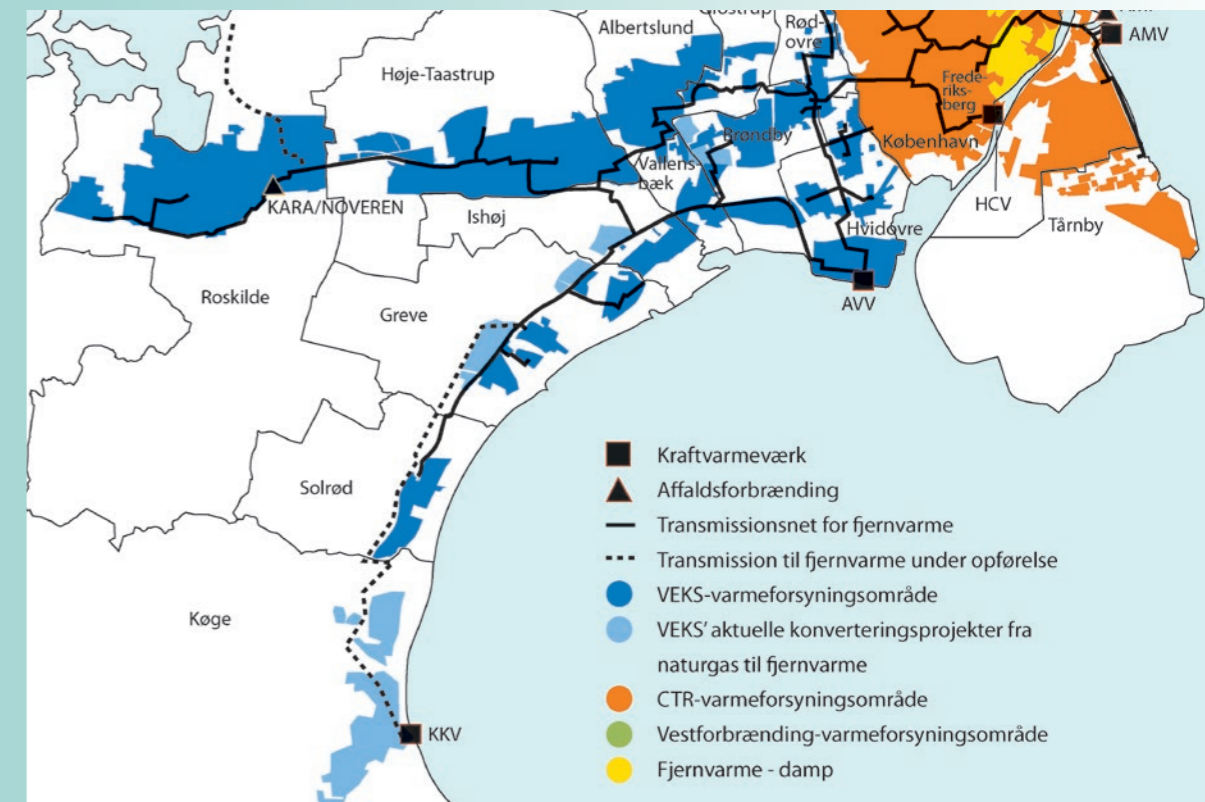 Glostrup
Rød-
ovre
Albertslund
AMV
Høje-Taastrup
Frede-
riks-
berg
Brøndby
København
Vallens-
bæk
KARA/NOVEREN
Ishøj
HCV
Hvidovre
Tårnby
Roskilde
AVV
Greve
Solrød
Køge
KKV
Kraftvarmeværk
Affaldsforbrænding
Transmissionsnet for fjernvarme
Transmission til fjernvarme under opførelse
VEKS-varmeforsyningsområde
VEKS’ aktuelle konverteringsprojekter fra
naturgas til fjernvarme
CTR-varmeforsyningsområde
Vestforbrænding-varmeforsyningsområde
Fjernvarme - damp